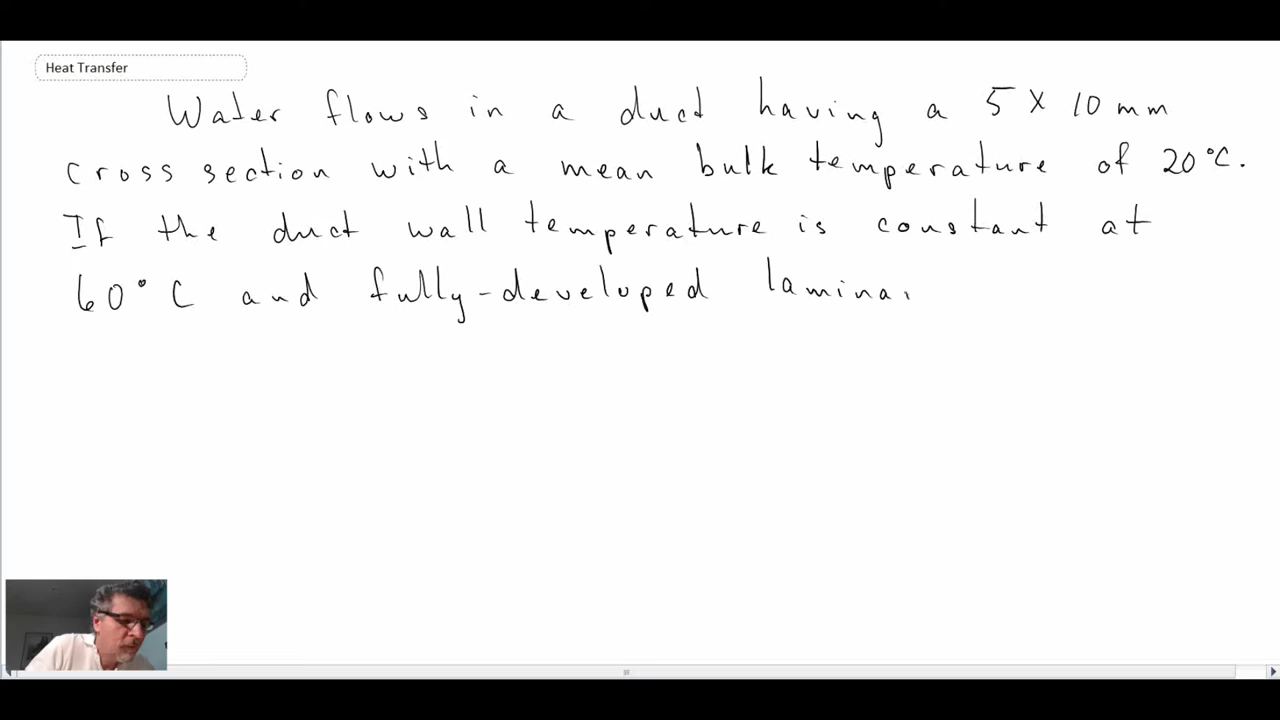 Heat Transfer
Water flows in a duct having a 5 X 10 mm
cross section with a mean bulk temperature of 20°C.
If the duct wall temperature is constant at
60°C and fully-developed laminar